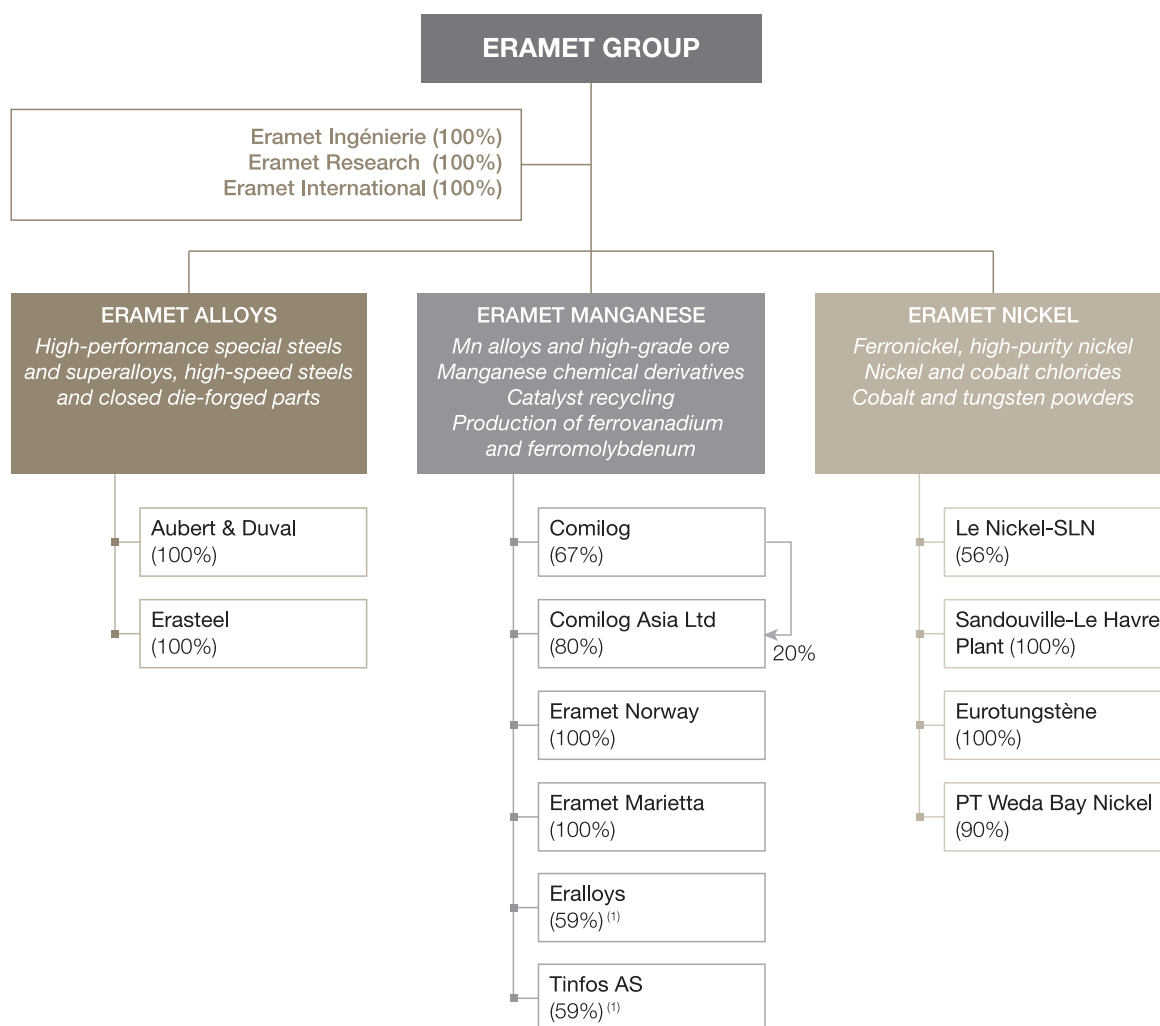 ERAMET GROUP
Eramet Ingénierie (100%)
Eramet Research (100%)
Eramet International (100%)
ERAMET ALLOYS
High-performance special steels
and superalloys, high-speed steels
and closed die-forged parts
Aubert & Duval
(100%)
Erasteel
(100%)
ERAMET MANGANESE
Mn alloys and high-grade ore
Manganese chemical derivatives
Catalyst recycling
Production of ferrovanadium
and ferromolybdenum
Comilog
(67%)
Comilog Asia Ltd
(80%)
20%
Eramet Norway
(100%)
Eramet Marietta
(100%)
Eralloys
(59%) (1)
Tinfos AS
(59%) (1)
ERAMET NICKEL
Ferronickel, high-purity nickel
Nickel and cobalt chlorides
Cobalt and tungsten powders
Le Nickel-SLN
(56%)
Sandouville-Le Havre
Plant (100%)
Eurotungstène
(100%)
PT Weda Bay Nickel
(90%)